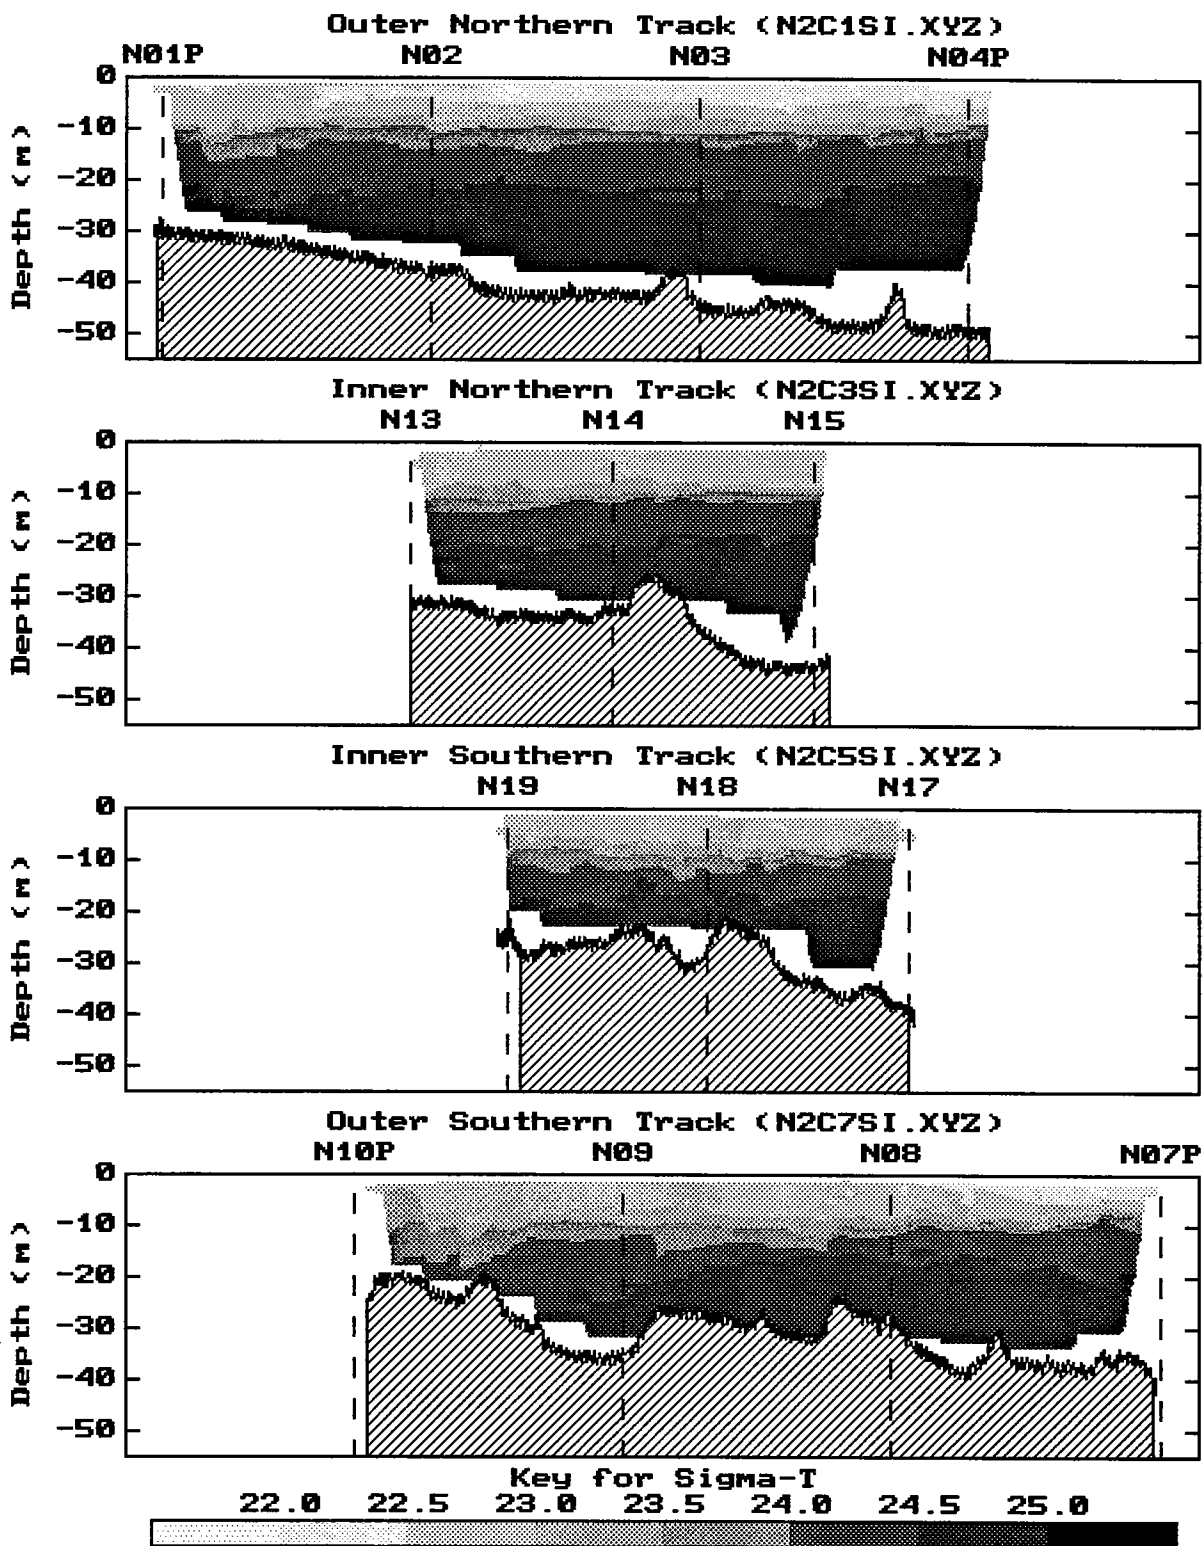 Outer Northern Track (N2C1SI.XYZ)
N01P N02 N03 N04P
0
-10
-20
-30
-40
-50
Depth (m)
Inner Northern Track (N2C3SI.XYZ)
N13 N14 N15
0
-10
-20
-30
-40
-50
Depth (m)
Inner Southern Track (N2C5SI.XYZ)
N19 N18 N17
0
-10
-20
-30
-40
-50
Depth (m)
Outer Southern Track (N2C7SI.XYZ)
N10P N09 N08 N07P
0
-10
-20
-30
-40
-50
Depth (m)
Key for Sigma-T
22.0 22.5 23.0 23.5 24.0 24.5 25.0